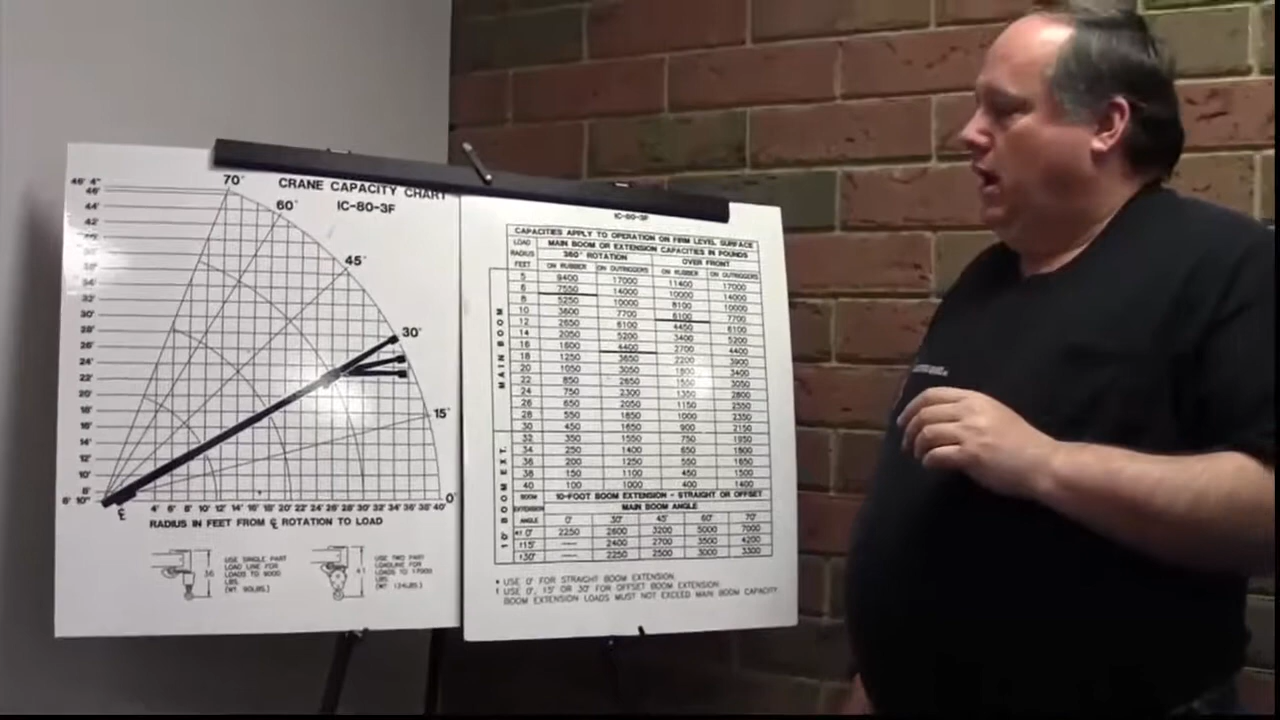 CRANE CAPACITY CHART
IC-80-3F
70°
60°
45°
30°
15°
0°
46' 4"
46'
44'
42'
34'
32'
30'
28'
26'
24'
22'
20'
18'
16'
14'
12'
10'
8'
6' 10"
4' 6' 8' 10' 12' 14' 16' 18' 20' 22' 24' 26' 28' 30' 32' 34' 36' 38' 40'
RADIUS IN FEET FROM ℄ ROTATION TO LOAD
36
USE SINGLE PART
LOAD LINE FOR
LOADS TO 9000
LBS.
(WT. 90LBS.)
41
USE TWO PART
LOADLINE FOR
LOADS TO 17000
LBS.
(WT. 134LBS.)
IC-80-3F
CAPACITIES APPLY TO OPERATION ON FIRM LEVEL SURFACE
LOAD RADIUS FEET
MAIN BOOM OR EXTENSION CAPACITIES IN POUNDS
360° ROTATION OVER FRONT
ON RUBBER ON OUTRIGGERS ON RUBBER ON OUTRIGGERS
MAIN BOOM
5 9400 17000 11400 17000
6 7550 14000 10000 14000
8 5250 10000 8100 10000
10 3600 7700 6100 7700
12 2650 6100 4450 6100
14 2050 5200 3400 5200
16 1600 4400 2700 4400
18 1250 3650 2200 3900
20 1050 3050 1800 3400
22 850 2650 1550 3050
24 750 2300 1350 2800
26 650 2050 1150 2550
28 550 1850 1000 2350
30 450 1650 900 2150
10' BOOM EXT.
32 350 1550 750 1950
34 250 1400 650 1800
36 200 1250 550 1650
38 150 1100 450 1500
40 100 1000 400 1400
BOOM EXTENSION ANGLE
10-FOOT BOOM EXTENSION - STRAIGHT OR OFFSET
MAIN BOOM ANGLE
0° 30° 45° 60° 70°
*† 0° 2250 2600 3200 5000 7000
†15° ---- 2400 2700 3500 4200
†30° ---- 2250 2500 3000 3300
* USE 0° FOR STRAIGHT BOOM EXTENSION.
† USE 0°, 15° OR 30° FOR OFFSET BOOM EXTENSION.
BOOM EXTENSION LOADS MUST NOT EXCEED MAIN BOOM CAPACITY